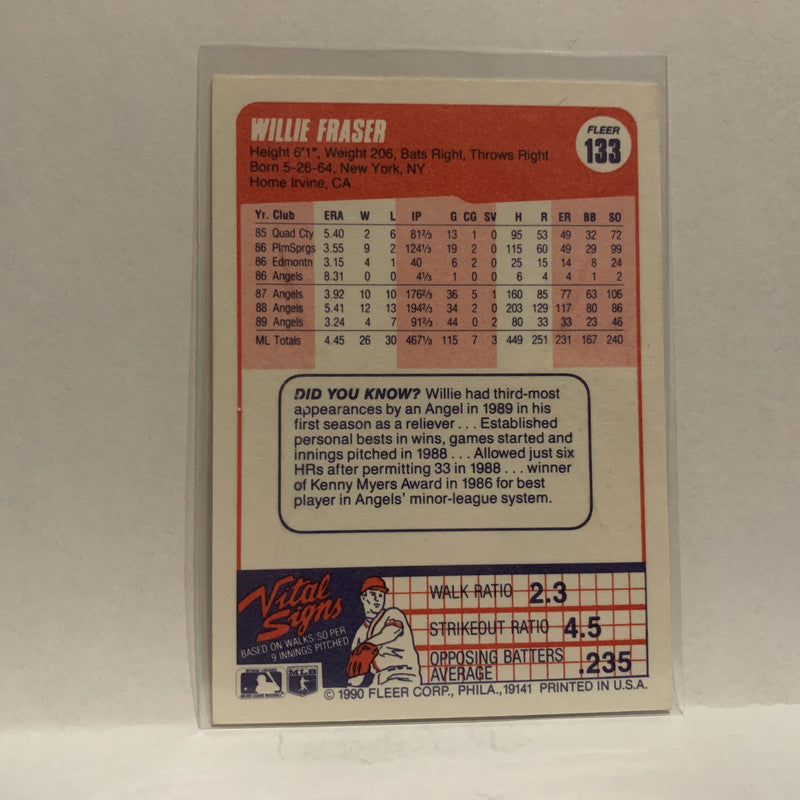 WILLIE FRASER
Height 6'1", Weight 206, Bats Right, Throws Right
Born 5-26-64, New York, NY
Home Irvine, CA
FLEER
133
Yr. Club ERA W L IP G CG SV H R ER BB SO
85 Quad Cty 5.40 2 6 81⅔ 13 1 0 95 53 49 32 72
86 PlmSprgs 3.55 9 2 124⅓ 19 2 0 115 60 49 29 99
86 Edmontn 3.15 4 1 40 6 2 0 25 15 14 8 24
86 Angels 8.31 0 0 4⅓ 1 0 0 6 4 4 1 2
87 Angels 3.92 10 10 176⅔ 36 5 1 160 85 77 63 106
88 Angels 5.41 12 13 194⅔ 34 2 0 203 129 117 80 86
89 Angels 3.24 4 7 91⅔ 44 0 2 80 33 33 23 46
ML Totals 4.45 26 30 467⅓ 115 7 3 449 251 231 167 240
DID YOU KNOW? Willie had third-most
appearances by an Angel in 1989 in his
first season as a reliever . . . Established
personal bests in wins, games started and
innings pitched in 1988 . . . Allowed just six
HRs after permitting 33 in 1988 . . . winner
of Kenny Myers Award in 1986 for best
player in Angels' minor-league system.
Vital
Signs
BASED ON WALKS, SO PER
9 INNINGS PITCHED
WALK RATIO 2.3
STRIKEOUT RATIO 4.5
OPPOSING BATTERS
AVERAGE .235
© 1990 FLEER CORP., PHILA., 19141 PRINTED IN U.S.A.